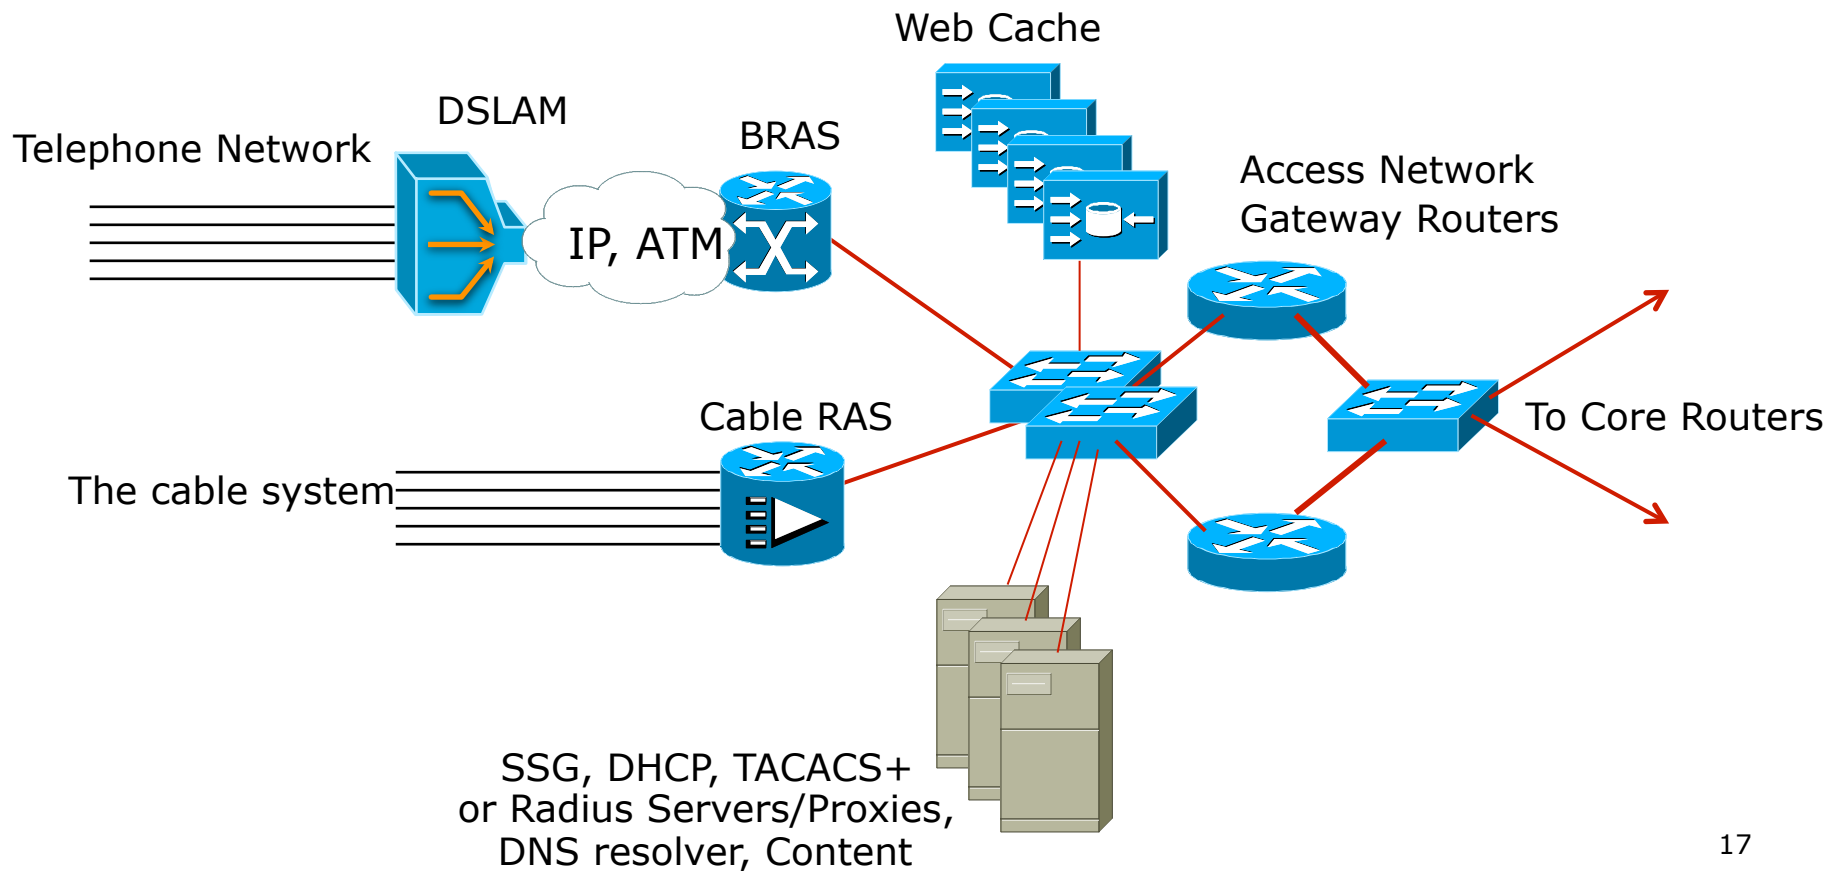 Web Cache
DSLAM
BRAS
Telephone Network
Access Network
Gateway Routers
IP, ATM
Cable RAS
To Core Routers
The cable system
SSG, DHCP, TACACS+
or Radius Servers/Proxies,
DNS resolver, Content
17